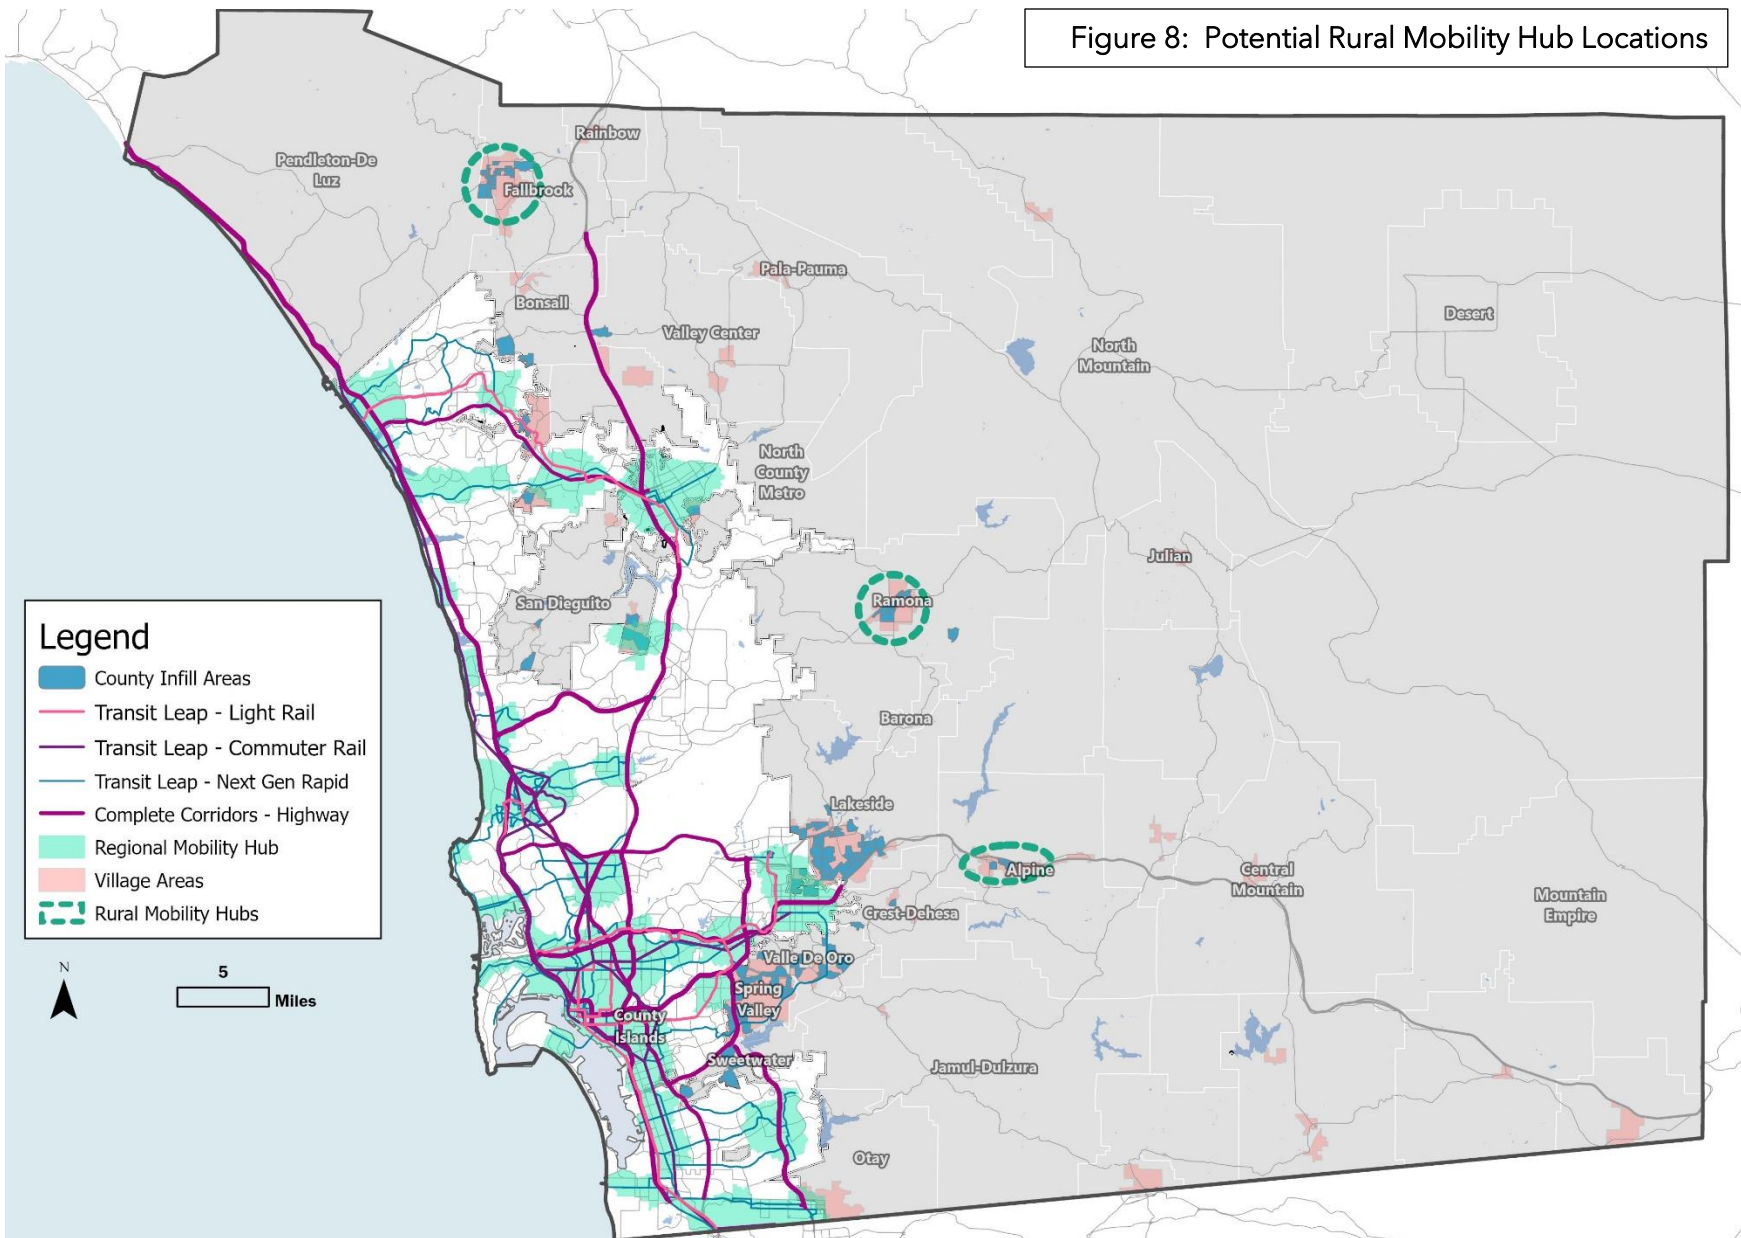 Figure 8: Potential Rural Mobility Hub Locations
Rainbow
Pendleton-De
Luz
Fallbrook
Pala-Pauma
Bonsall
Desert
Valley Center
North
Mountain
North
County
Metro
Julian
Ramona
San Dieguito
Legend
County Infill Areas
Transit Leap - Light Rail
Transit Leap - Commuter Rail
Transit Leap - Next Gen Rapid
Complete Corridors - Highway
Regional Mobility Hub
Village Areas
Rural Mobility Hubs
Barona
Lakeside
Alpine
Central
Mountain
Mountain
Empire
Crest-Dehesa
Valle De Oro
Spring
Valley
N
5
Miles
County
Islands
Sweetwater
Jamul-Dulzura
Otay